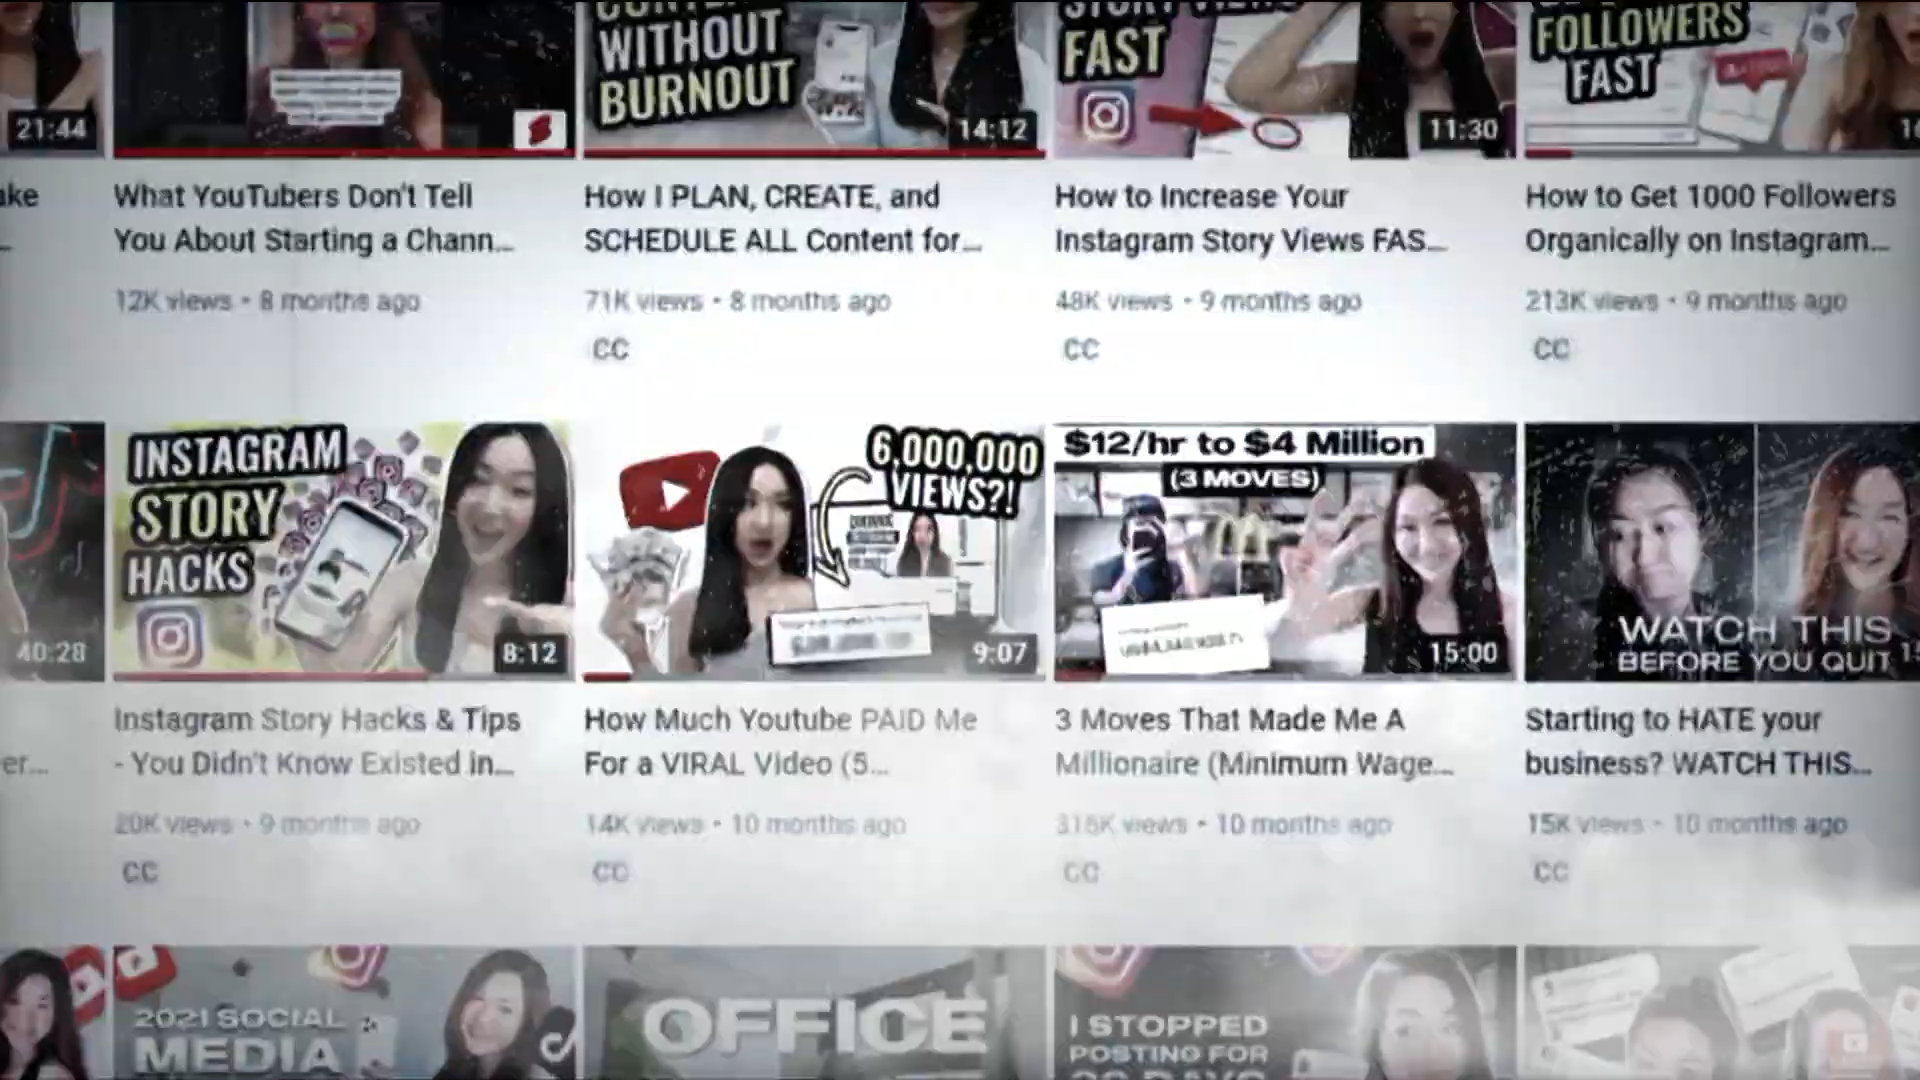 WITHOUT
BURNOUT
FAST
FOLLOWERS
FAST
21:44
14:12
11:30
What YouTubers Don't Tell
You About Starting a Chann...
12K views • 8 months ago
How I PLAN, CREATE, and
SCHEDULE ALL Content for...
71K views • 8 months ago
CC
How to Increase Your
Instagram Story Views FAS...
48K views • 9 months ago
CC
How to Get 1000 Followers
Organically on Instagram...
213K views • 9 months ago
CC
40:28
INSTAGRAM
STORY
HACKS
8:12
Instagram Story Hacks & Tips
- You Didn't Know Existed in...
20K views • 9 months ago
CC
6,000,000
VIEWS?!
9:07
How Much Youtube PAID Me
For a VIRAL Video (5...
14K views • 10 months ago
CC
$12/hr to $4 Million
(3 MOVES)
15:00
3 Moves That Made Me A
Millionaire (Minimum Wage...
316K views • 10 months ago
CC
WATCH THIS
BEFORE YOU QUIT
Starting to HATE your
business? WATCH THIS...
15K views • 10 months ago
CC
2021 SOCIAL
MEDIA
OFFICE
I STOPPED
POSTING FOR